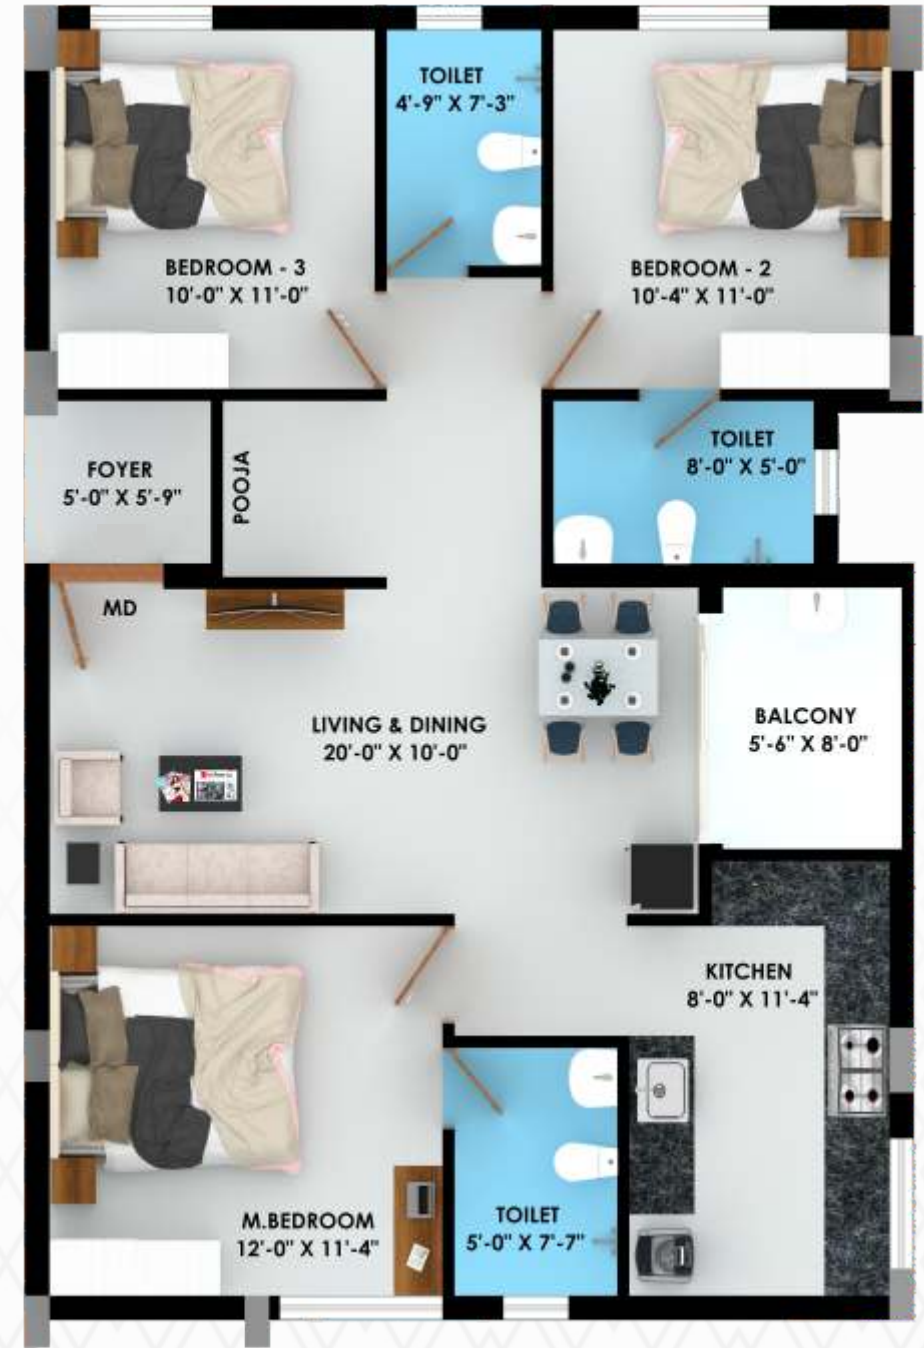 TOILET
4'-9" X 7'-3"
BEDROOM - 3
10'-0" X 11'-0"
BEDROOM - 2
10'-4" X 11'-0"
FOYER
5'-0" X 5'-9"
POOJA
TOILET
8'-0" X 5'-0"
MD
LIVING & DINING
20'-0" X 10'-0"
BALCONY
5'-6" X 8'-0"
KITCHEN
8'-0" X 11'-4"
M.BEDROOM
12'-0" X 11'-4"
TOILET
5'-0" X 7'-7"